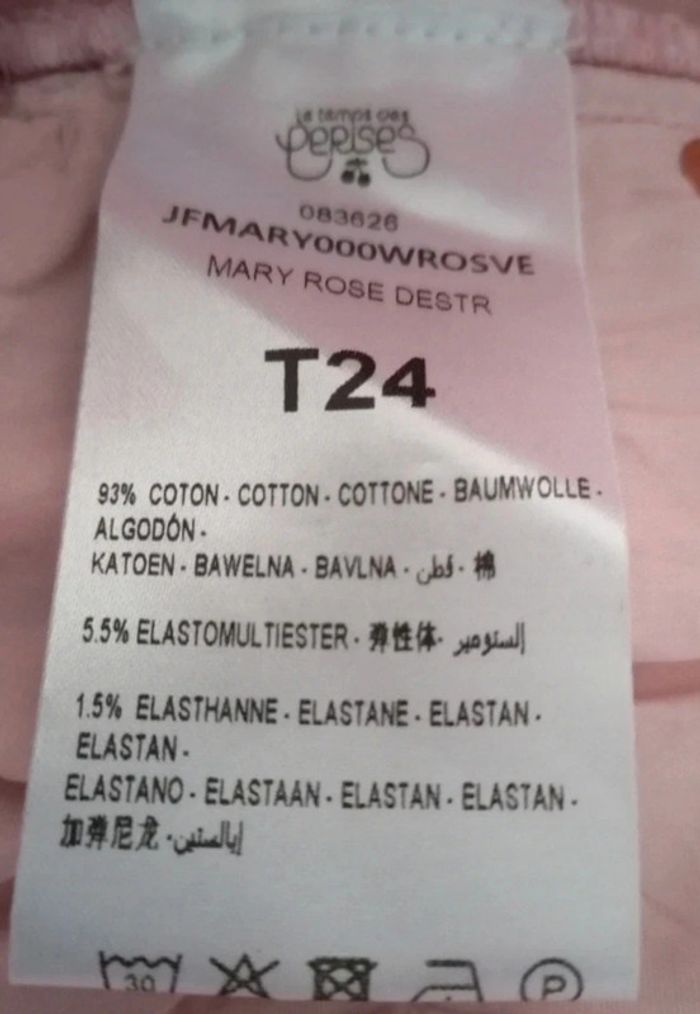 Le temps des
cerises
083626
JFMARY000WROSVE
MARY ROSE DESTR
T24
93% COTON - COTTON - COTTONE - BAUMWOLLE -
ALGODÓN -
KATOEN - BAWELNA - BAVLNA - قطن - 棉
5.5% ELASTOMULTIESTER - 弹性体 - إلستومير
1.5% ELASTHANNE - ELASTANE - ELASTAN -
ELASTAN -
ELASTANO - ELASTAAN - ELASTAN - ELASTAN -
加弹尼龙 - إيالستين
30 P